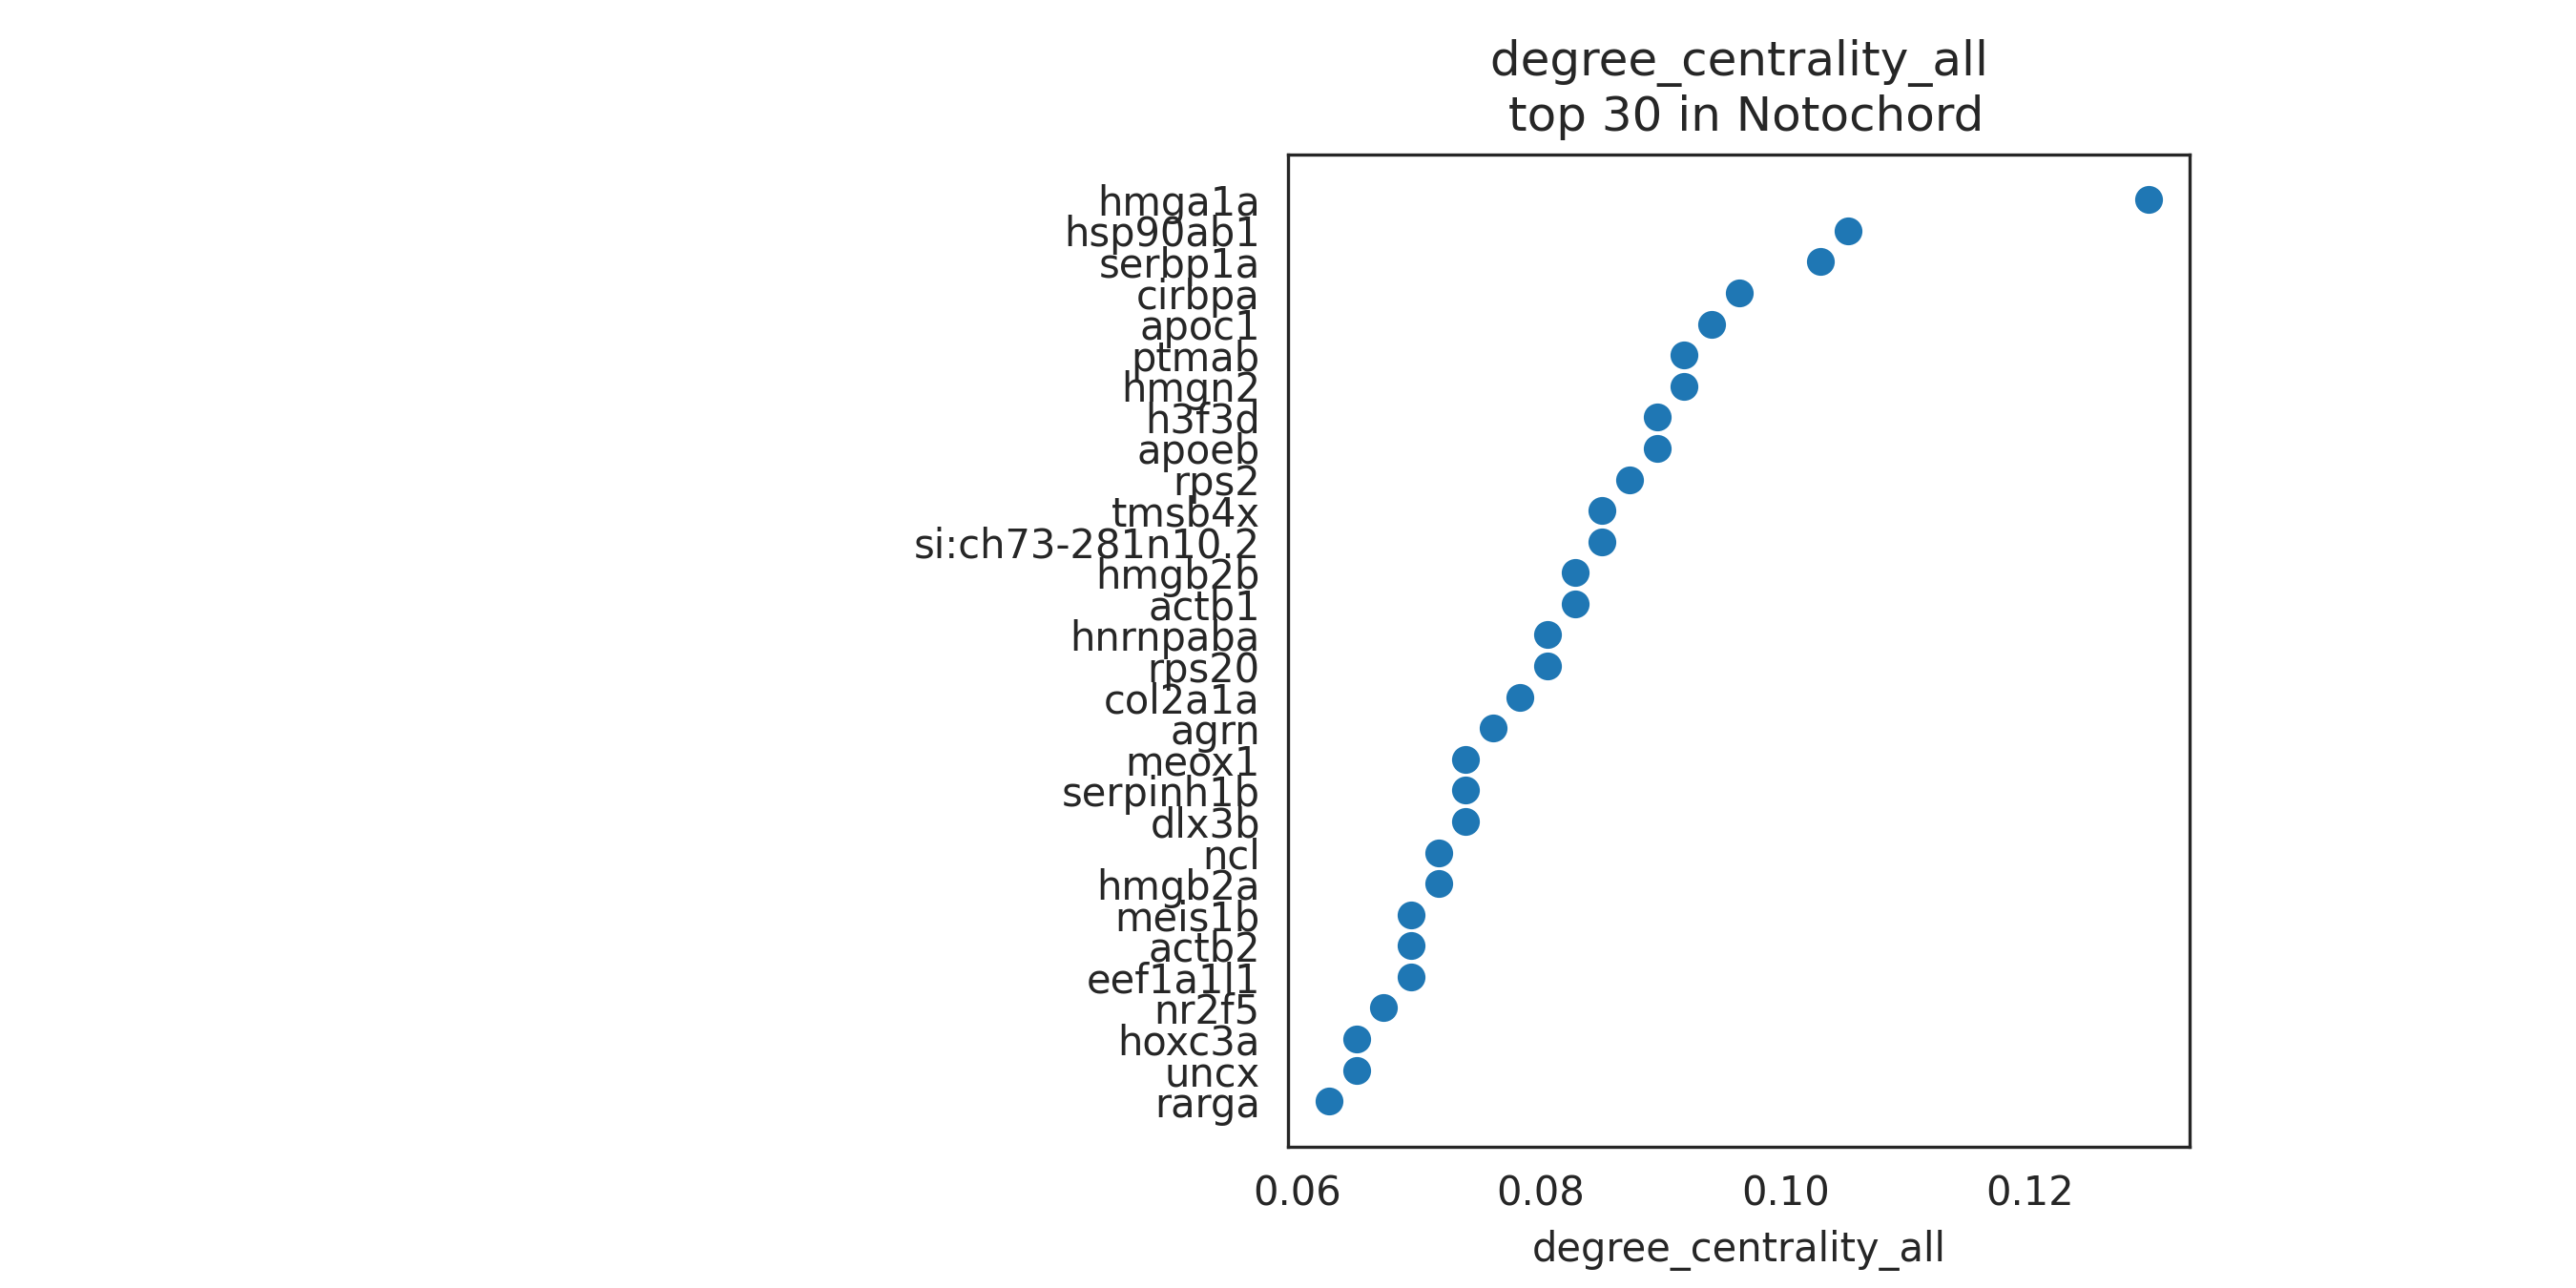 degree_centrality_all
top 30 in Notochord
hmga1a
hsp90ab1
serbp1a
cirbpa
apoc1
ptmab
hmgn2
h3f3d
apoeb
rps2
tmsb4x
si:ch73-281n10.2
hmgb2b
actb1
hnrnpaba
rps20
col2a1a
agrn
meox1
serpinh1b
dlx3b
ncl
hmgb2a
meis1b
actb2
eef1a1l1
nr2f5
hoxc3a
uncx
rarga
0.06 0.08 0.10 0.12
degree_centrality_all